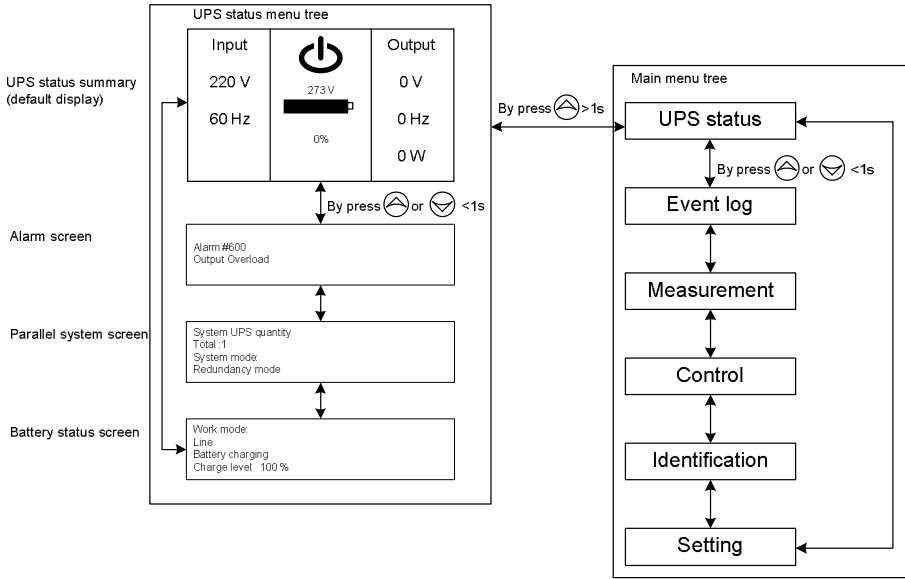 UPS status menu tree
UPS status summary
(default display)
Input
220 V
60 Hz
273 V
0%
Output
0 V
0 Hz
0 W
By press or <1s
Alarm screen
Alarm#600
Output Overload
Parallel system screen
System UPS quantity
Total :1
System mode:
Redundancy mode
Battery status screen
Work mode:
Line
Battery charging
Charge level: 100%
By press >1s
Main menu tree
UPS status
By press or <1s
Event log
Measurement
Control
Identification
Setting